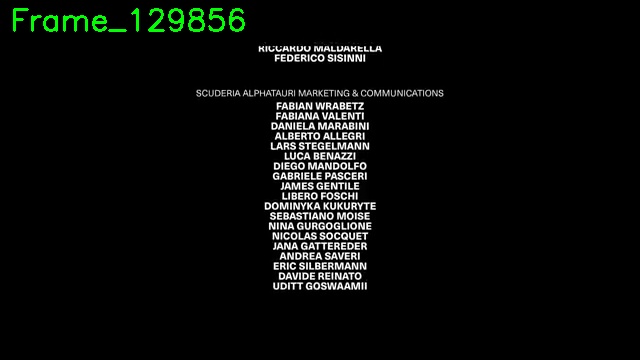 Frame_129856
RICCARDO MALDARELLA
FEDERICO SISINNI
SCUDERIA ALPHATAURI MARKETING & COMMUNICATIONS
FABIAN WRABETZ
FABIANA VALENTI
DANIELA MARABINI
ALBERTO ALLEGRI
LARS STEGELMANN
LUCA BENAZZI
DIEGO MANDOLFO
GABRIELE PASCERI
JAMES GENTILE
LIBERO FOSCHI
DOMINYKA KUKURYTE
SEBASTIANO MOISE
NINA GURGOGLIONE
NICOLAS SOCQUET
JANA GATTEREDER
ANDREA SAVERI
ERIC SILBERMANN
DAVIDE REINATO
UDITT GOSWAAMII